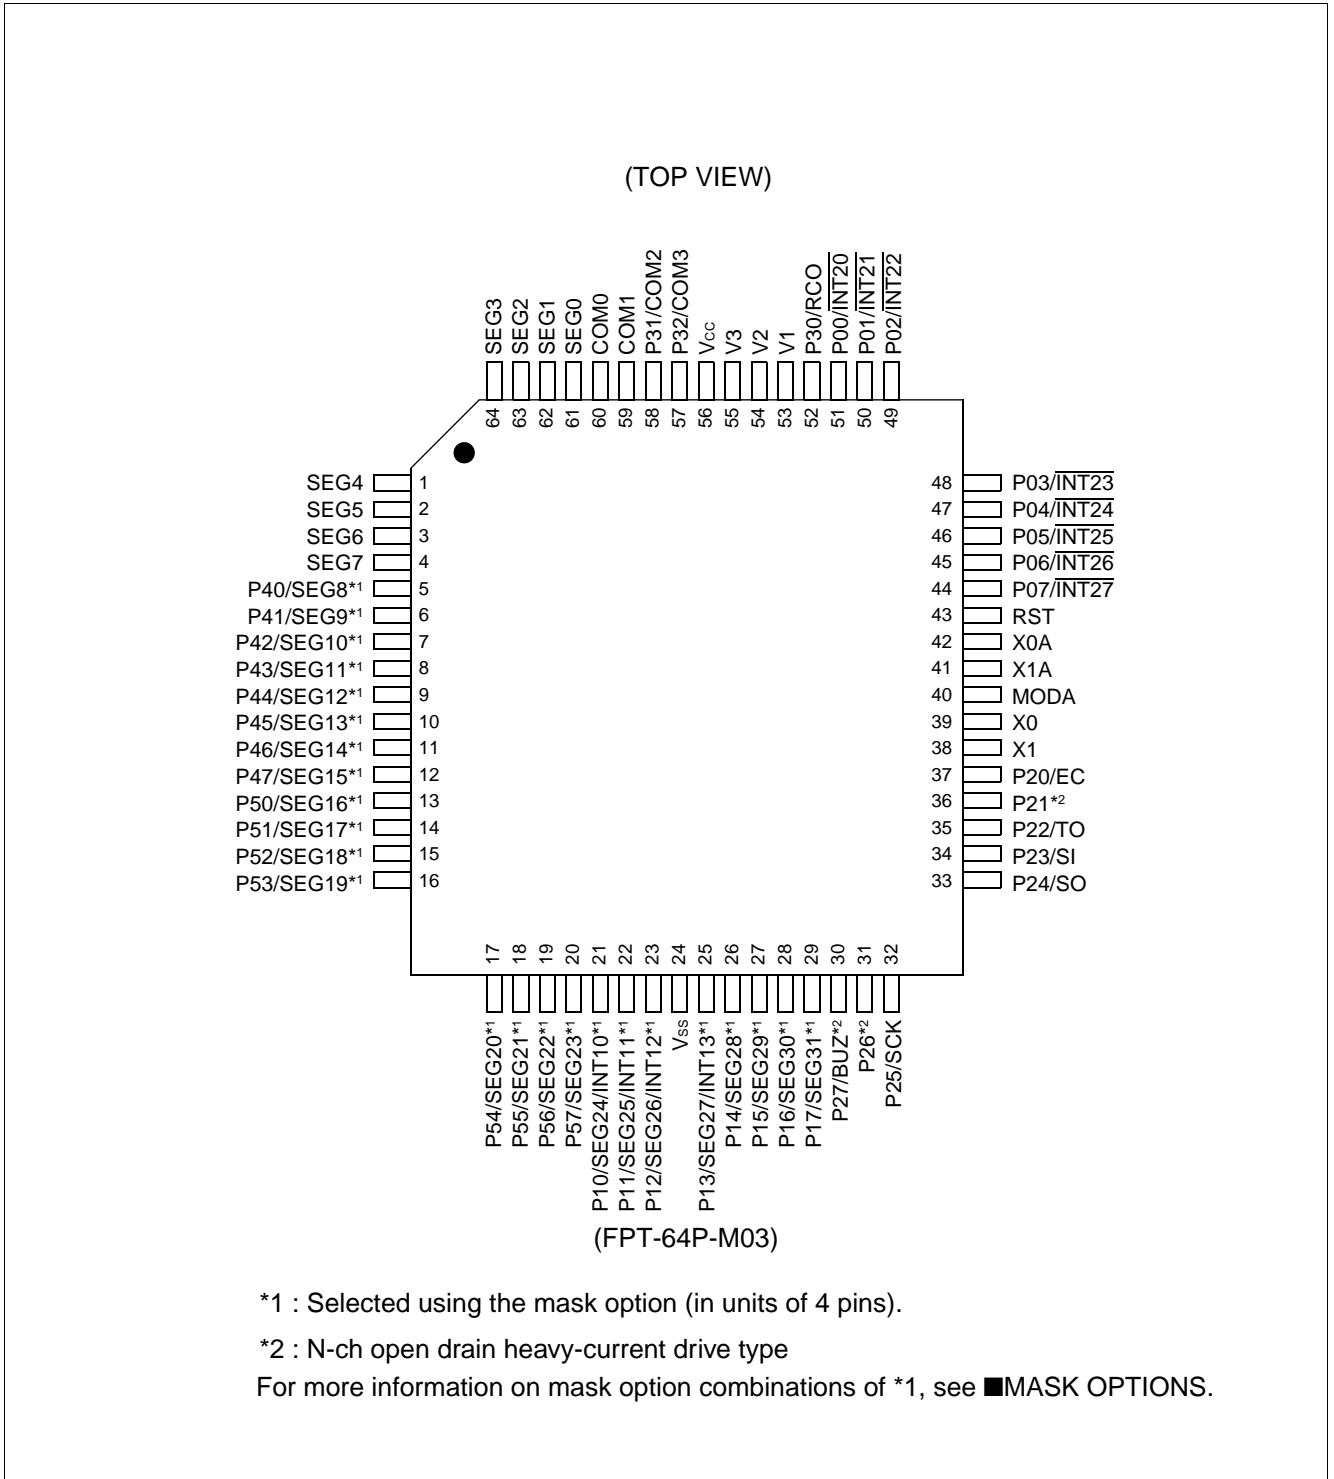 (TOP VIEW)
SEG3
SEG2
SEG1
SEG0
COM0
COM1
P31/COM2
P32/COM3
Vcc
V3
V2
V1
P30/RCO
P00/INT20
P01/INT21
P02/INT22
64
63
62
61
60
59
58
57
56
55
54
53
52
51
50
49
SEG4 1
SEG5 2
SEG6 3
SEG7 4
P40/SEG8*1 5
P41/SEG9*1 6
P42/SEG10*1 7
P43/SEG11*1 8
P44/SEG12*1 9
P45/SEG13*1 10
P46/SEG14*1 11
P47/SEG15*1 12
P50/SEG16*1 13
P51/SEG17*1 14
P52/SEG18*1 15
P53/SEG19*1 16
48 P03/INT23
47 P04/INT24
46 P05/INT25
45 P06/INT26
44 P07/INT27
43 RST
42 X0A
41 X1A
40 MODA
39 X0
38 X1
37 P20/EC
36 P21*2
35 P22/TO
34 P23/SI
33 P24/SO
17
18
19
20
21
22
23
24
25
26
27
28
29
30
31
32
P54/SEG20*1
P55/SEG21*1
P56/SEG22*1
P57/SEG23*1
P10/SEG24/INT10*1
P11/SEG25/INT11*1
P12/SEG26/INT12*1
Vss
P13/SEG27/INT13*1
P14/SEG28*1
P15/SEG29*1
P16/SEG30*1
P17/SEG31*1
P27/BUZ*2
P26*2
P25/SCK
(FPT-64P-M03)
*1 : Selected using the mask option (in units of 4 pins).
*2 : N-ch open drain heavy-current drive type
For more information on mask option combinations of *1, see ■MASK OPTIONS.